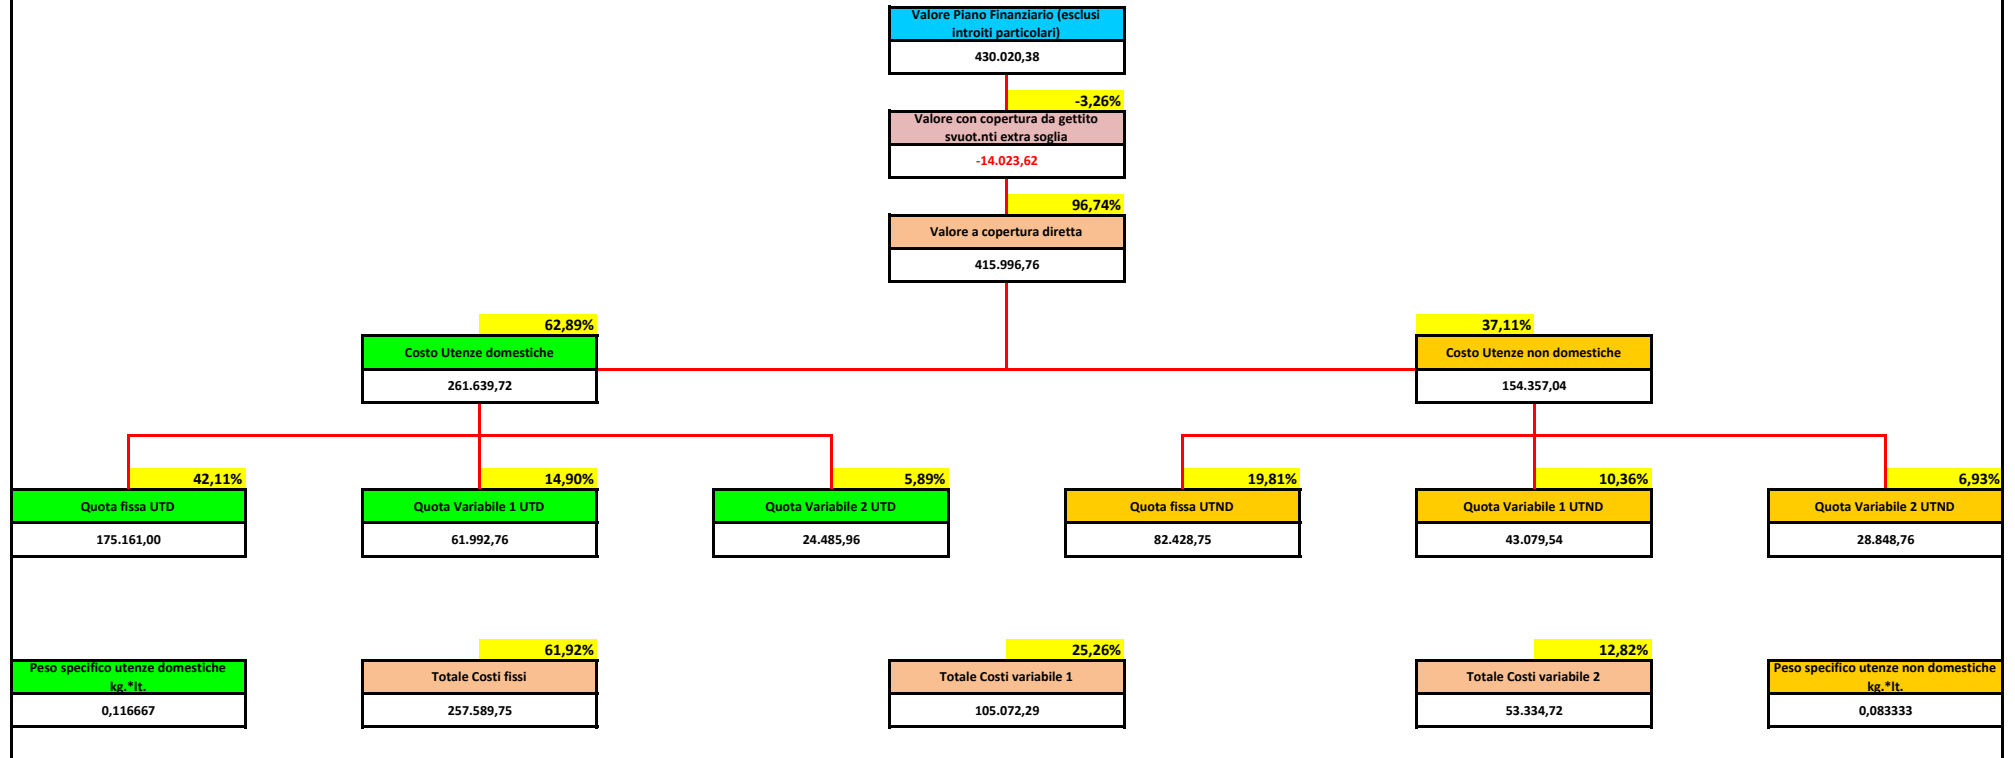 Valore Piano Finanziario (esclusi
introiti particolari)
430.020,38
-3,26%
Valore con copertura da gettito
svuot.nti extra soglia
-14.023,62
96,74%
Valore a copertura diretta
415.996,76
62,89%
37,11%
Costo Utenze domestiche
Costo Utenze non domestiche
261.639,72
154.357,04
42,11%
14,90%
5,89%
19,81%
10,36%
6,93%
Quota fissa UTD
Quota Variabile 1 UTD
Quota Variabile 2 UTD
Quota fissa UTND
Quota Variabile 1 UTND
Quota Variabile 2 UTND
175.161,00
61.992,76
24.485,96
82.428,75
43.079,54
28.848,76
61,92%
25,26%
12,82%
Peso specifico utenze domestiche
kg.*lt.
Totale Costi fissi
Totale Costi variabile 1
Totale Costi variabile 2
Peso specifico utenze non domestiche
kg.*lt.
0,116667
257.589,75
105.072,29
53.334,72
0,083333